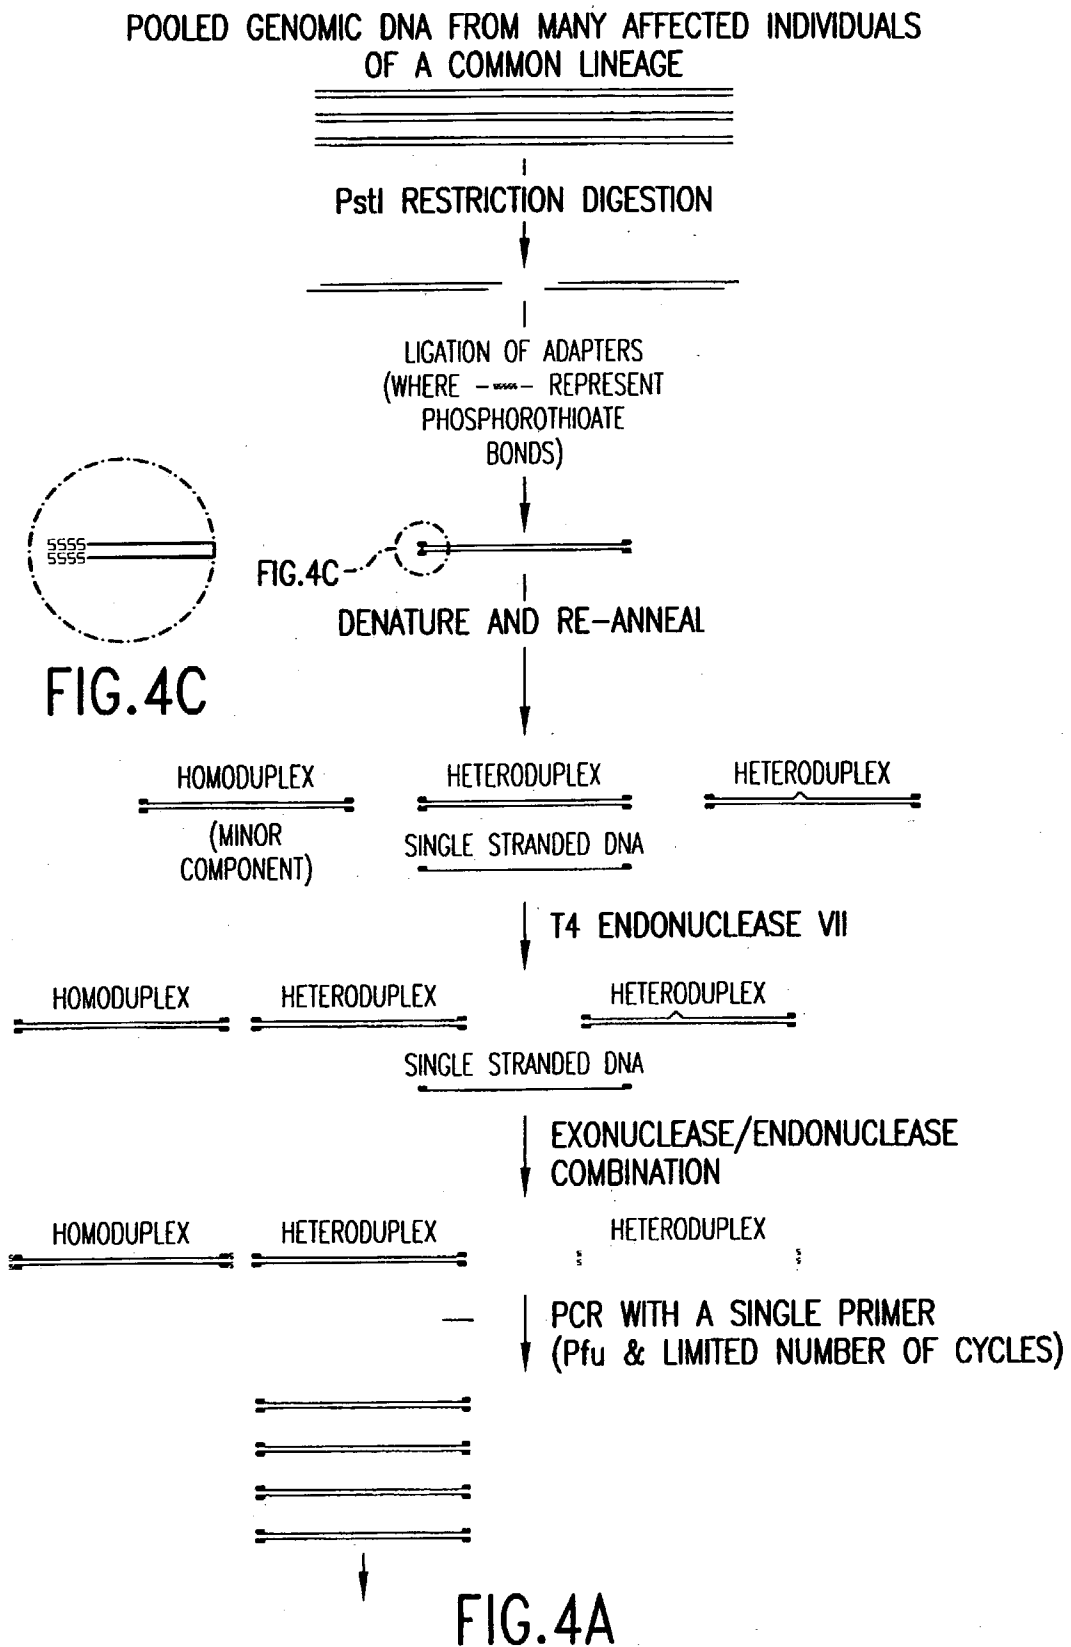 POOLED GENOMIC DNA FROM MANY AFFECTED INDIVIDUALS
OF A COMMON LINEAGE
PstI RESTRICTION DIGESTION
LIGATION OF ADAPTERS
(WHERE -ssss- REPRESENT
PHOSPHOROTHIOATE
BONDS)
SSSS
SSSS
FIG.4C
FIG.4C
DENATURE AND RE-ANNEAL
HOMODUPLEX HETERODUPLEX HETERODUPLEX
(MINOR
COMPONENT)
SINGLE STRANDED DNA
T4 ENDONUCLEASE VII
HOMODUPLEX HETERODUPLEX HETERODUPLEX
SINGLE STRANDED DNA
EXONUCLEASE/ENDONUCLEASE
COMBINATION
HOMODUPLEX HETERODUPLEX HETERODUPLEX
PCR WITH A SINGLE PRIMER
(Pfu & LIMITED NUMBER OF CYCLES)
FIG.4A